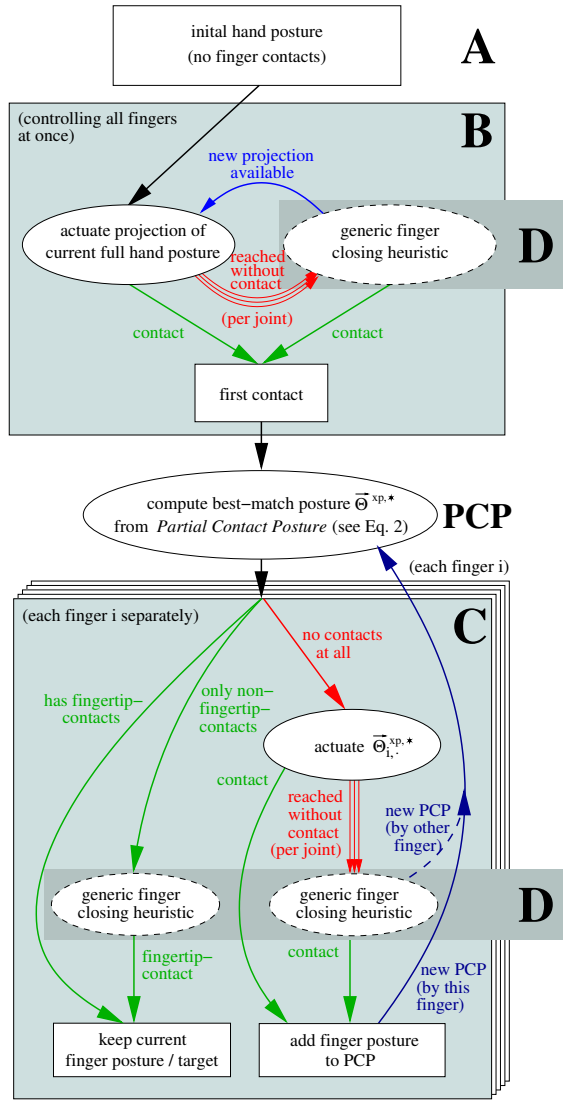 inital hand posture
(no finger contacts)
A
(controlling all fingers
at once)
B
new projection
available
actuate projection of
current full hand posture
generic finger
closing heuristic
D
reached
without
contact
(per joint)
contact
contact
first contact
compute best−match posture Θ⃗ xp,★
from Partial Contact Posture (see Eq. 2)
PCP
(each finger i)
(each finger i separately)
C
no contacts
at all
has fingertip−
contacts
only non−
fingertip−
contacts
actuate Θ⃗ xp,★ i,·
contact
reached
without
contact
(per joint)
new PCP
(by other
finger)
generic finger
closing heuristic
generic finger
closing heuristic
D
fingertip−
contact
contact
new PCP
(by this
finger)
keep current
finger posture / target
add finger posture
to PCP